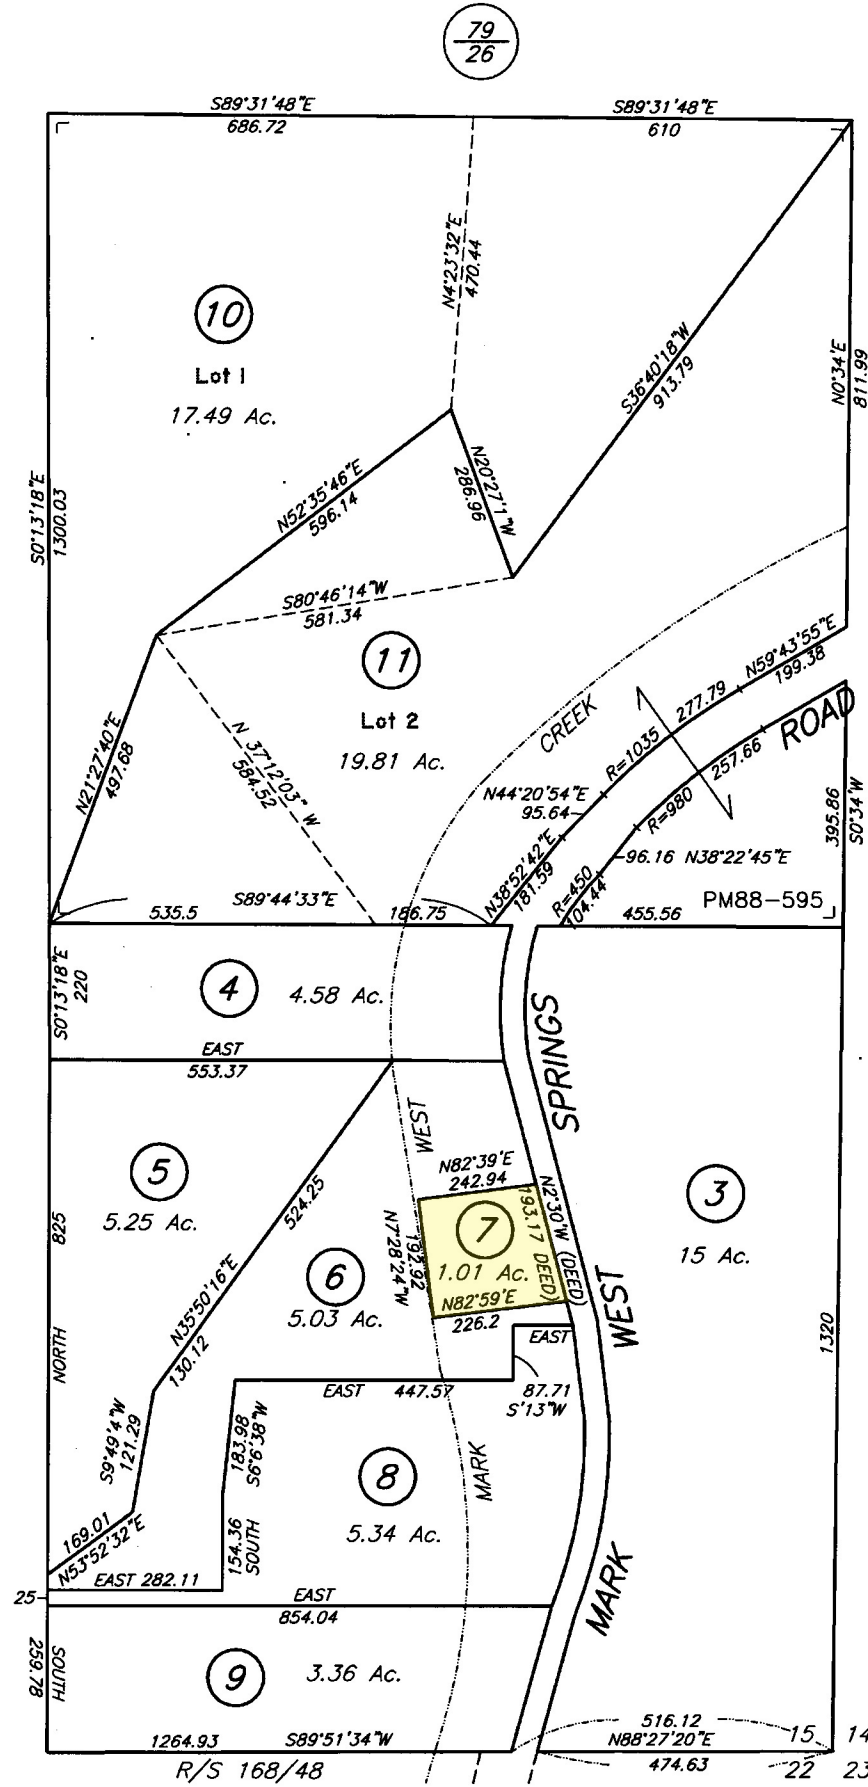 79
26
S89°31'48"E
686.72
S89°31'48"E
610
N4°23'32"E
470.44
10
Lot 1
17.49 Ac.
S36°40'18"W
913.79
N0°34'E
811.99
N52°35'46"E
596.14
N20°27'1"W
286.96
S0°13'18"E
1300.03
S80°46'14"W
581.34
11
Lot 2
19.81 Ac.
N59°43'55"E
199.38
CREEK
277.79
ROAD
N21°27'40"E
497.68
N 37°12'03" W
584.52
R=1035
257.66
N44°20'54"E
95.64
R=980
395.86
S0°34'W
N38°52'42"E
181.59
96.16 N38°22'45"E
R=450
104.44
PM88-595
S89°44'33"E
535.5
186.75
455.56
S0°13'18"E
220
4
4.58 Ac.
SPRINGS
EAST
553.37
WEST
5
5.25 Ac.
N82°39'E
242.94
3
15 Ac.
524.25
7
1.01 Ac.
N2°30"W (DEED)
193.17 DEED)
N7°28'24"W
192.92
825
N35°50'16"E
130.12
6
5.03 Ac.
N82°59'E
226.2
WEST
EAST
1320
NORTH
EAST 447.57
87.71
S'13"W
S9°49'4"W
121.29
183.98
S6°6'38"W
MARK
8
5.34 Ac.
169.01
N53°52'32"E
154.36
SOUTH
EAST 282.11
MARK
25
EAST
854.04
259.78
SOUTH
9
3.36 Ac.
516.12
N88°27'20"E
474.63
15 14
22 23
1264.93 S89°51'34"W
R/S 168/48